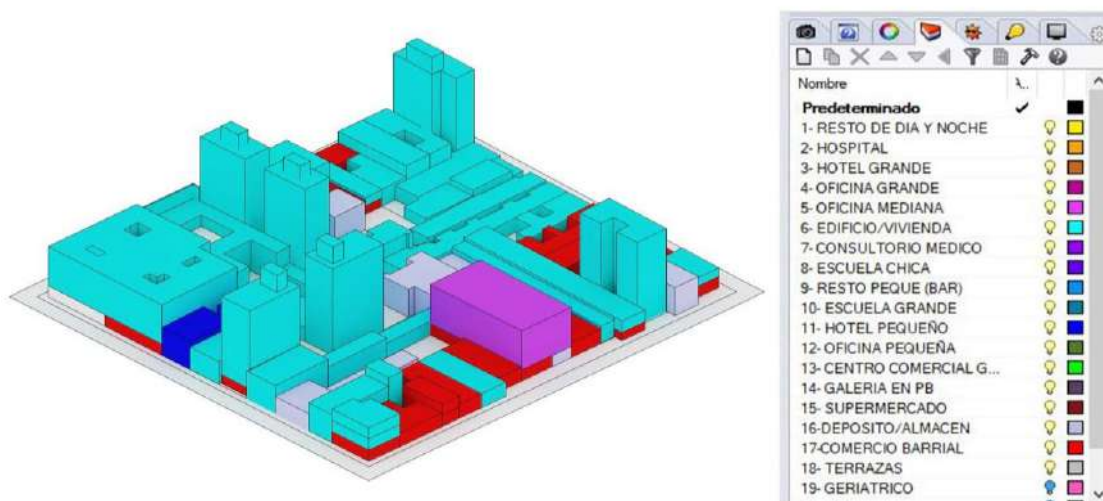 Nombre
Predeterminado
1- RESTO DE DIA Y NOCHE
2- HOSPITAL
3- HOTEL GRANDE
4- OFICINA GRANDE
5- OFICINA MEDIANA
6- EDIFICIO/VIVIENDA
7- CONSULTORIO MEDICO
8- ESCUELA CHICA
9- RESTO PEQUE (BAR)
10- ESCUELA GRANDE
11- HOTEL PEQUEÑO
12- OFICINA PEQUEÑA
13- CENTRO COMERCIAL G...
14- GALERIA EN PB
15- SUPERMERCADO
16-DEPOSITO/ALMACEN
17-COMERCIO BARRIAL
18- TERRAZAS
19- GERIATRICO